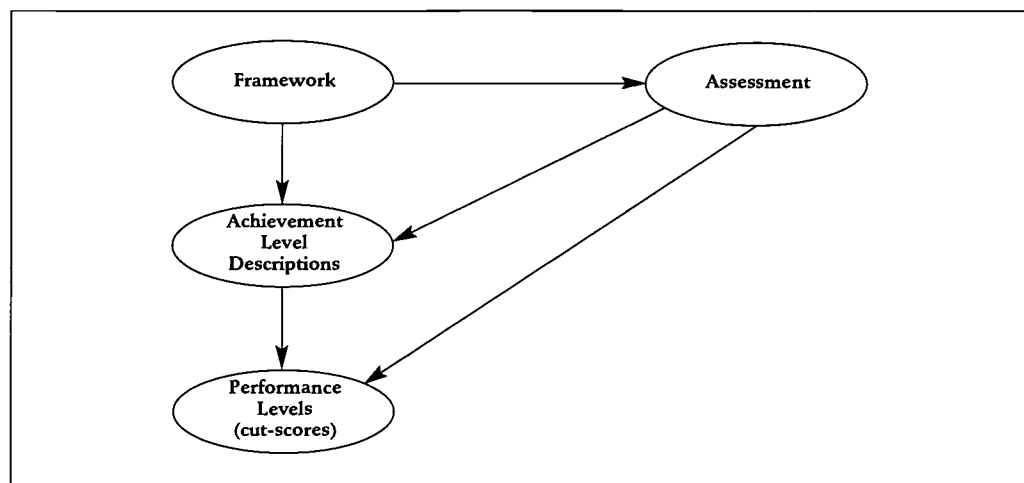 Framework
Assessment
Achievement
Level
Descriptions
Performance
Levels
(cut-scores)